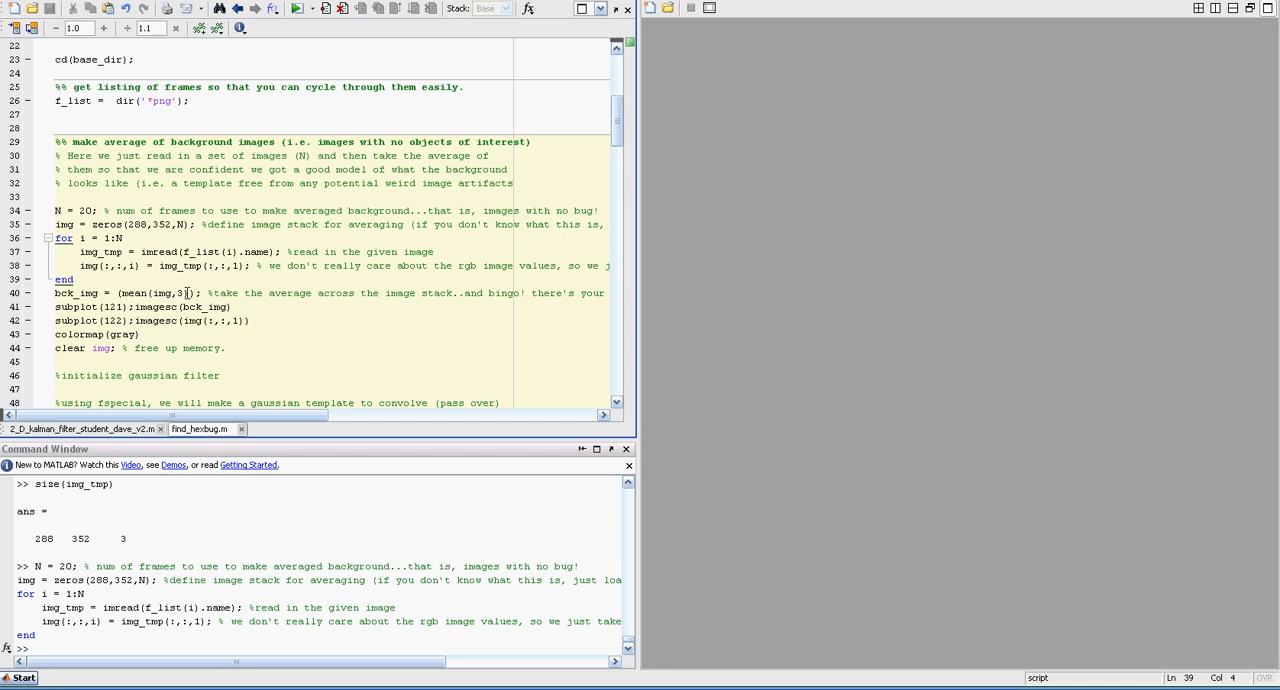 Stack: Base fx
- 1.0 + ÷ 1.1 ×
22
23 - cd(base_dir);
24
25 %% get listing of frames so that you can cycle through them easily.
26 - f_list = dir('*png');
27
28
29 %% make average of background images (i.e. images with no objects of interest)
30 % Here we just read in a set of images (N) and then take the average of
31 % them so that we are confident we got a good model of what the background
32 % looks like (i.e. a template free from any potential weird image artifacts
33
34 - N = 20; % num of frames to use to make averaged background...that is, images with no bug!
35 - img = zeros(288,352,N); %define image stack for averaging (if you don't know what this is,
36 - for i = 1:N
37 - img_tmp = imread(f_list(i).name); %read in the given image
38 - img(:,:,i) = img_tmp(:,:,1); % we don't really care about the rgb image values, so we j
39 - end
40 - bck_img = (mean(img,3)); %take the average across the image stack..and bingo! there's your
41 - subplot(121);imagesc(bck_img)
42 - subplot(122);imagesc(img(:,:,1))
43 - colormap(gray)
44 - clear img; % free up memory.
45
46 %initialize gaussian filter
47
48 %using fspecial, we will make a gaussian template to convolve (pass over)
2_D_kalman_filter_student_dave_v2.m × find_hexbug.m ×
Command Window
New to MATLAB? Watch this Video, see Demos, or read Getting Started.
>> size(img_tmp)
ans =
288 352 3
>> N = 20; % num of frames to use to make averaged background...that is, images with no bug!
img = zeros(288,352,N); %define image stack for averaging (if you don't know what this is, just loa
for i = 1:N
img_tmp = imread(f_list(i).name); %read in the given image
img(:,:,i) = img_tmp(:,:,1); % we don't really care about the rgb image values, so we just take
end
fx >>
Start script Ln 39 Col 4 OVR